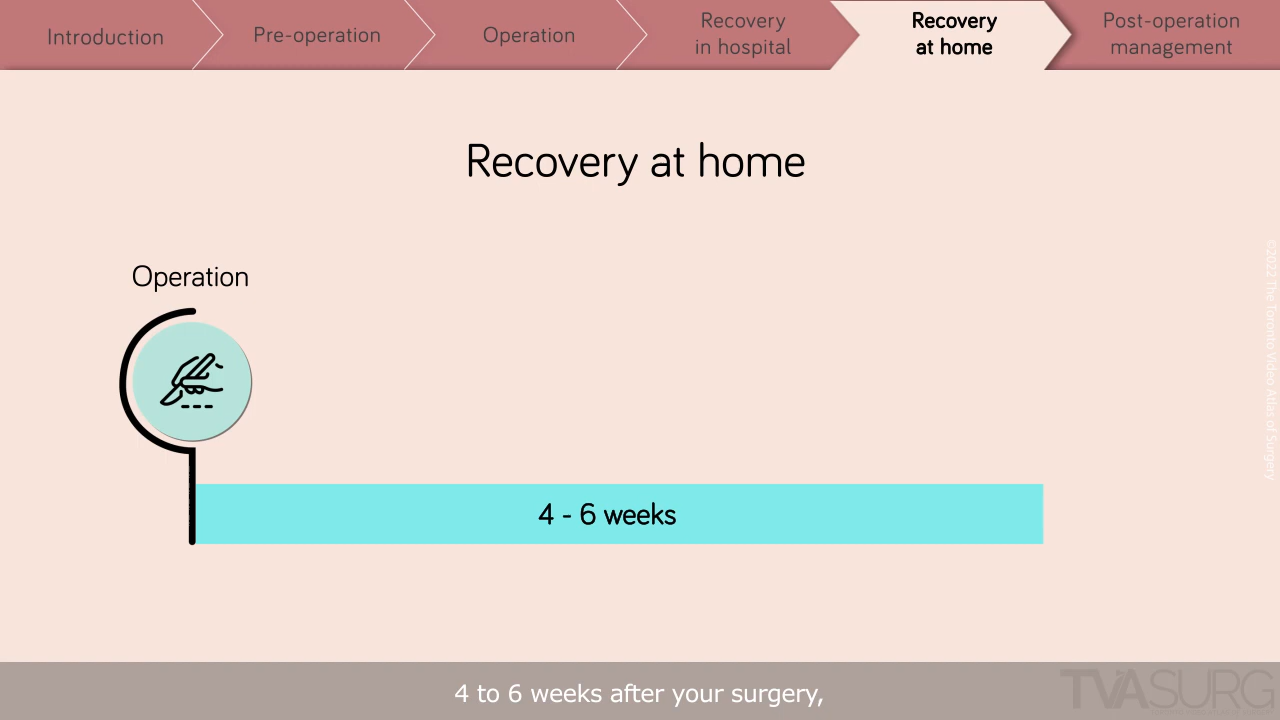 Introduction
Pre-operation
Operation
Recovery
in hospital
Recovery
at home
Post-operation
management
Recovery at home
Operation
4 - 6 weeks
4 to 6 weeks after your surgery,
TVASURG
©2022 The Toronto Video Atlas of Surgery